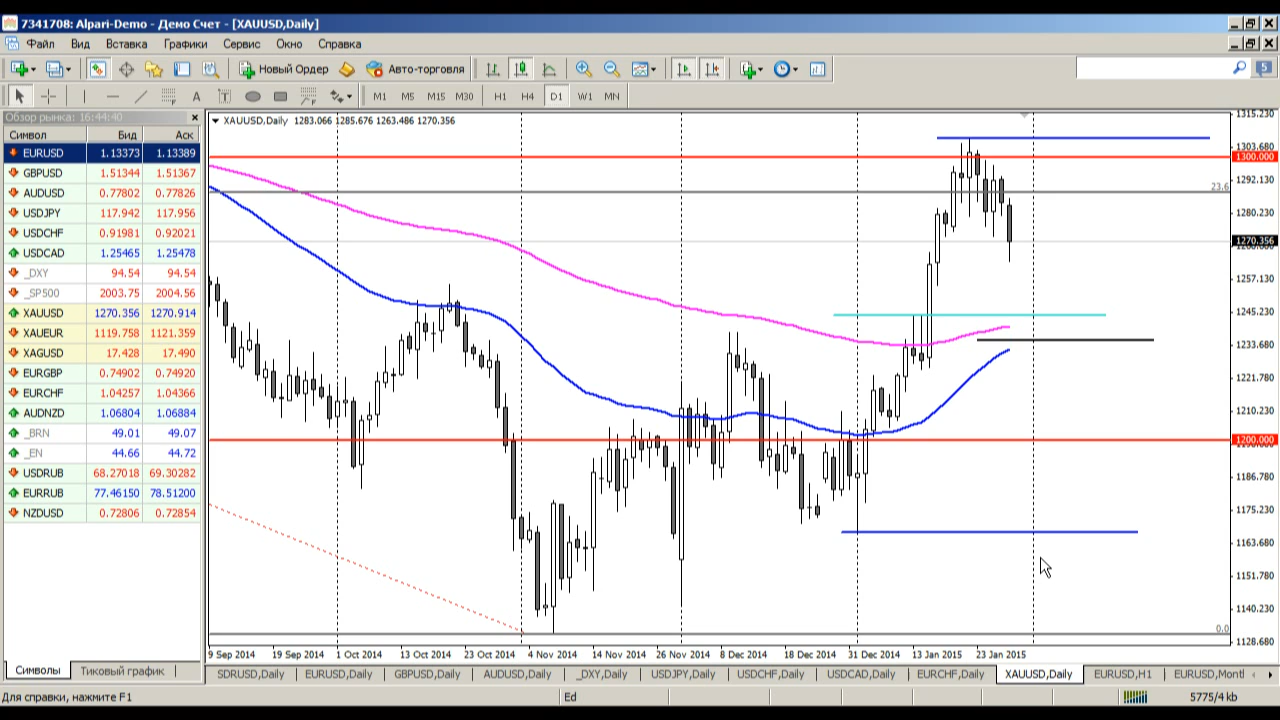 7341708: Alpari-Demo - Демо Счет - [XAUUSD,Daily]
Файл Вид Вставка Графики Сервис Окно Справка
Новый Ордер Авто-торговля 5
A T M1 M5 M15 M30 H1 H4 D1 W1 MN
Обзор рынка: 16:44:40
Символ Бид Аск
EURUSD 1.13373 1.13389
GBPUSD 1.51344 1.51367
AUDUSD 0.77802 0.77826
USDJPY 117.942 117.956
USDCHF 0.91981 0.92021
USDCAD 1.25465 1.25478
_DXY 94.54 94.54
_SP500 2003.75 2004.56
XAUUSD 1270.356 1270.914
XAUEUR 1119.758 1121.359
XAGUSD 17.428 17.490
EURGBP 0.74902 0.74920
EURCHF 1.04257 1.04366
AUDNZD 1.06804 1.06884
_BRN 49.01 49.07
_EN 44.66 44.72
USDRUB 68.27018 69.30282
EURRUB 77.46150 78.51200
NZDUSD 0.72806 0.72854
Символы Тиковый график
XAUUSD,Daily 1283.066 1285.676 1263.486 1270.356
1315.230
1303.680
1300.000
1292.130
23.6
1280.230
1270.356
1257.130
1245.230
1233.680
1221.780
1210.230
1200.000
1186.780
1175.230
1163.680
1151.780
1140.230
0.0
1128.680
9 Sep 2014 19 Sep 2014 1 Oct 2014 13 Oct 2014 23 Oct 2014 4 Nov 2014 14 Nov 2014 26 Nov 2014 8 Dec 2014 18 Dec 2014 31 Dec 2014 13 Jan 2015 23 Jan 2015
SDRUSD,Daily EURUSD,Daily GBPUSD,Daily AUDUSD,Daily _DXY,Daily USDJPY,Daily USDCHF,Daily USDCAD,Daily EURCHF,Daily XAUUSD,Daily EURUSD,H1 EURUSD,Montl
Для справки, нажмите F1 Ed 5775/4 kb